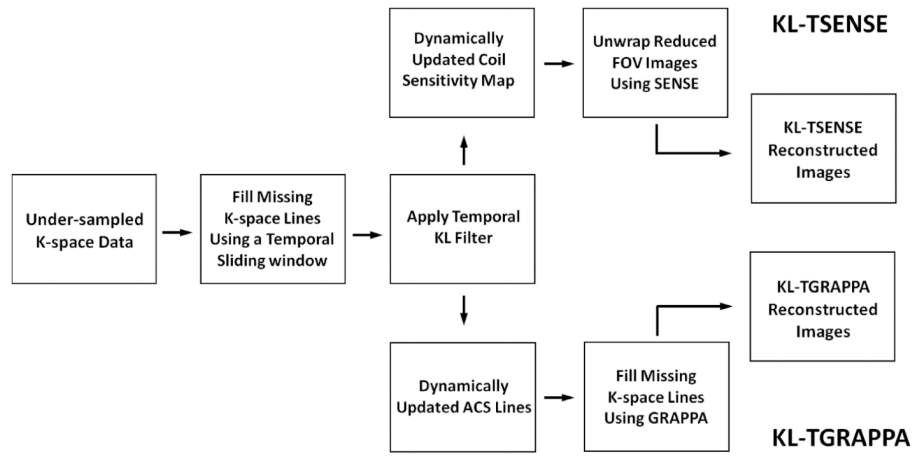 KL-TSENSE
Dynamically
Updated Coil
Sensitivity Map
Unwrap Reduced
FOV Images
Using SENSE
KL-TSENSE
Reconstructed
Images
Under-sampled
K-space Data
Fill Missing
K-space Lines
Using a Temporal
Sliding window
Apply Temporal
KL Filter
KL-TGRAPPA
Reconstructed
Images
Dynamically
Updated ACS Lines
Fill Missing
K-space Lines
Using GRAPPA
KL-TGRAPPA